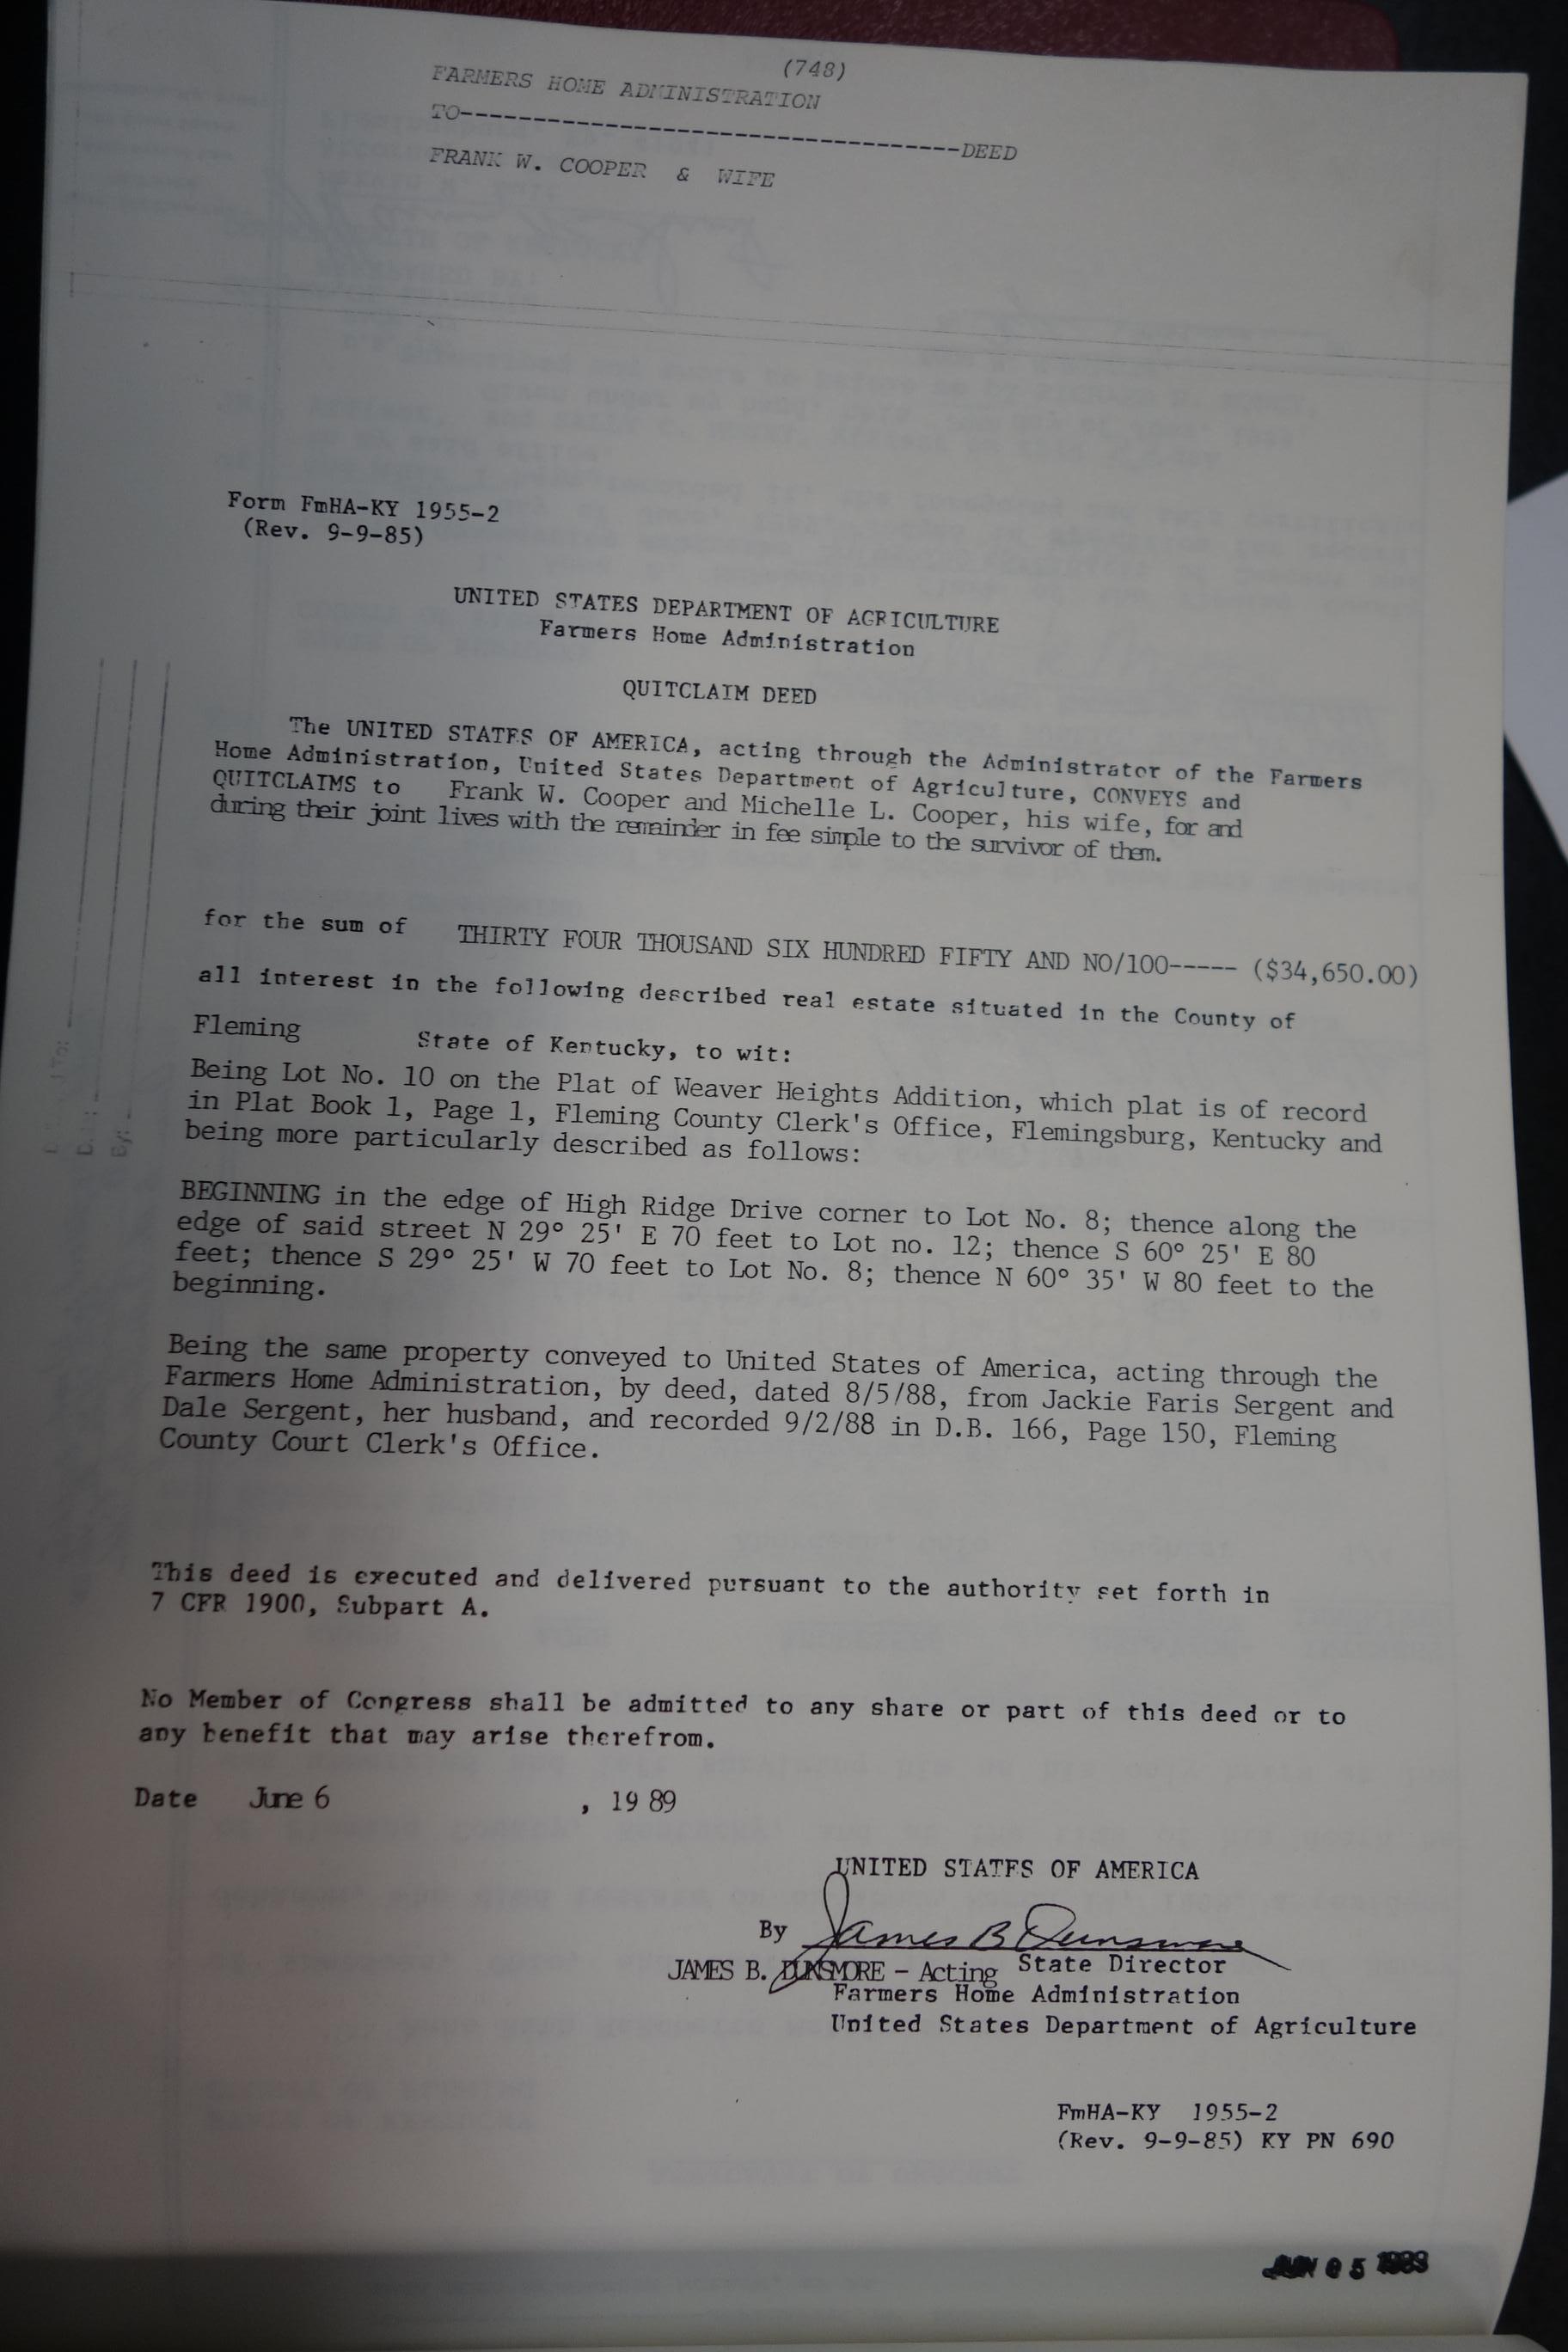 (748)
FARMERS HOME ADMINISTRATION
TO----------------------------------DEED
FRANK W. COOPER & WIFE
Form FmHA-KY 1955-2
(Rev. 9-9-85)
UNITED STATES DEPARTMENT OF AGRICULTURE
Farmers Home Administration
QUITCLAIM DEED
The UNITED STATES OF AMERICA, acting through the Administrator of the Farmers
Home Administration, United States Department of Agriculture, CONVEYS and
QUITCLAIMS to Frank W. Cooper and Michelle L. Cooper, his wife, for and
during their joint lives with the remainder in fee simple to the survivor of them.
for the sum of THIRTY FOUR THOUSAND SIX HUNDRED FIFTY AND NO/100----- ($34,650.00)
all interest in the following described real estate situated in the County of
Fleming State of Kentucky, to wit:
Being Lot No. 10 on the Plat of Weaver Heights Addition, which plat is of record
in Plat Book 1, Page 1, Fleming County Clerk's Office, Flemingsburg, Kentucky and
being more particularly described as follows:
BEGINNING in the edge of High Ridge Drive corner to Lot No. 8; thence along the
edge of said street N 29° 25' E 70 feet to Lot no. 12; thence S 60° 25' E 80
feet; thence S 29° 25' W 70 feet to Lot No. 8; thence N 60° 35' W 80 feet to the
beginning.
Being the same property conveyed to United States of America, acting through the
Farmers Home Administration, by deed, dated 8/5/88, from Jackie Faris Sergent and
Dale Sergent, her husband, and recorded 9/2/88 in D.B. 166, Page 150, Fleming
County Court Clerk's Office.
This deed is executed and delivered pursuant to the authority set forth in
7 CFR 1900, Subpart A.
No Member of Congress shall be admitted to any share or part of this deed or to
any benefit that may arise therefrom.
Date June 6 , 19 89
UNITED STATES OF AMERICA
By James B Dunsmore
JAMES B. DUNSMORE - Acting State Director
Farmers Home Administration
United States Department of Agriculture
FmHA-KY 1955-2
(Rev. 9-9-85) KY PN 690